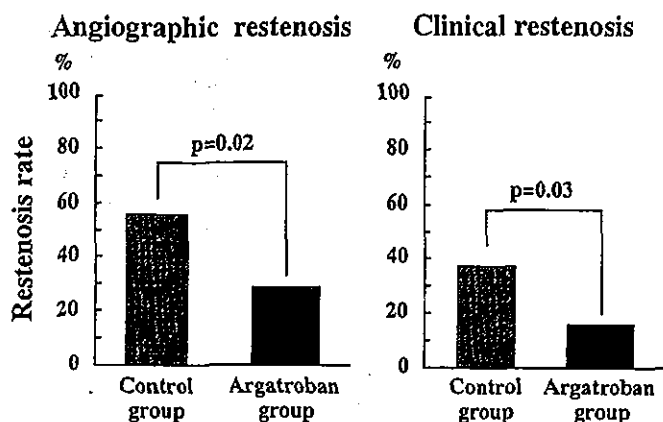 Angiographic restenosis
Clinical restenosis
%
100
80
60
40
20
0
Restenosis rate
p=0.02
Control
group
Argatroban
group
%
100
80
60
40
20
0
p=0.03
Control
group
Argatroban
group